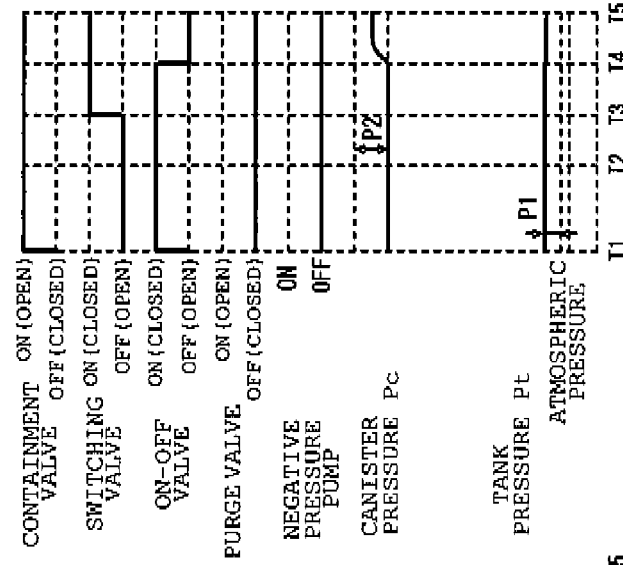 CONTAINMENT
VALVE
ON(OPEN)
OFF(CLOSED)
SWITCHING
VALVE
ON(CLOSED)
OFF(OPEN)
ON-OFF
VALVE
ON(CLOSED)
OFF(OPEN)
PURGE VALVE
ON(OPEN)
OFF(CLOSED)
NEGATIVE
PRESSURE
PUMP
ON
OFF
CANISTER
PRESSURE Pc
P2
TANK
PRESSURE Pt
P1
ATMOSPHERIC
PRESSURE
T1 T2 T3 T4 T5